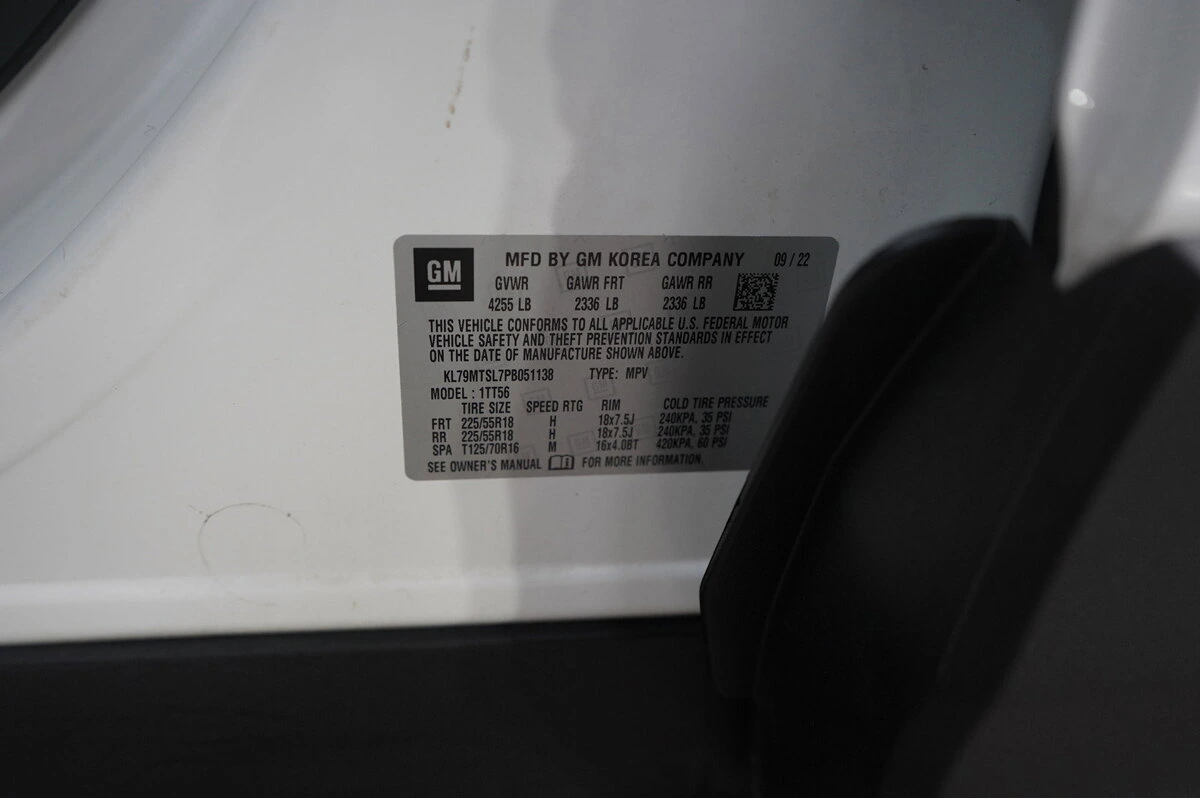 GM MFD BY GM KOREA COMPANY 09 / 22
GVWR GAWR FRT GAWR RR
4255 LB 2336 LB 2336 LB
THIS VEHICLE CONFORMS TO ALL APPLICABLE U.S. FEDERAL MOTOR
VEHICLE SAFETY AND THEFT PREVENTION STANDARDS IN EFFECT
ON THE DATE OF MANUFACTURE SHOWN ABOVE.
KL79MTSL7PB051138 TYPE: MPV
MODEL : 1TT56
TIRE SIZE SPEED RTG RIM COLD TIRE PRESSURE
FRT 225/55R18 H 18x7.5J 240KPA, 35 PSI
RR 225/55R18 H 18x7.5J 240KPA, 35 PSI
SPA T125/70R16 M 16x4.0BT 420KPA, 60 PSI
SEE OWNER'S MANUAL FOR MORE INFORMATION.